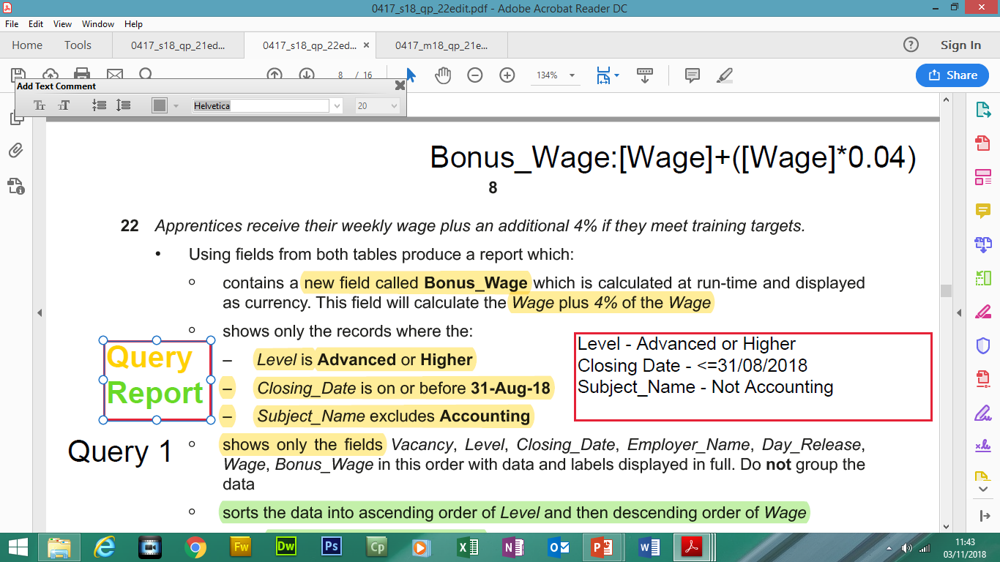 0417_s18_qp_22edit.pdf - Adobe Acrobat Reader DC
File Edit View Window Help
Home Tools 0417_s18_qp_21ed... 0417_s18_qp_22ed... × 0417_m18_qp_21e... Sign In
8 / 16 134% Share
Add Text Comment
Helvetica 20
Bonus_Wage:[Wage]+([Wage]*0.04)
8
22 Apprentices receive their weekly wage plus an additional 4% if they meet training targets.
• Using fields from both tables produce a report which:
contains a new field called Bonus_Wage which is calculated at run-time and displayed
as currency. This field will calculate the Wage plus 4% of the Wage
shows only the records where the:
Query
Report
– Level is Advanced or Higher
– Closing_Date is on or before 31-Aug-18
– Subject_Name excludes Accounting
Level - Advanced or Higher
Closing Date - <=31/08/2018
Subject_Name - Not Accounting
Query 1
shows only the fields Vacancy, Level, Closing_Date, Employer_Name, Day_Release,
Wage, Bonus_Wage in this order with data and labels displayed in full. Do not group the
data
sorts the data into ascending order of Level and then descending order of Wage
Fw Dw Ps Cp
11:43
03/11/2018